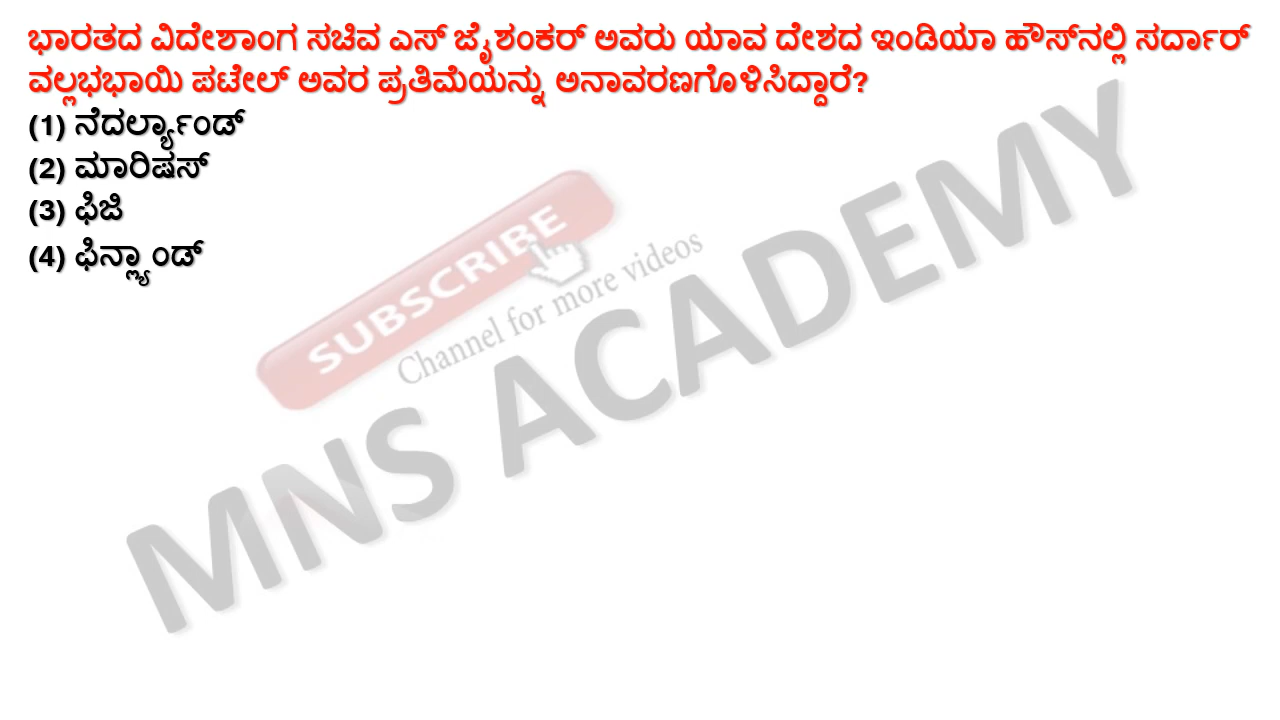 ಭಾರತದ ವಿದೇಶಾಂಗ ಸಚಿವ ಎಸ್ ಜೈಶಂಕರ್ ಅವರು ಯಾವ ದೇಶದ ಇಂಡಿಯಾ ಹೌಸ್‌ನಲ್ಲಿ ಸರ್ದಾರ್
ವಲ್ಲಭಭಾಯಿ ಪಟೇಲ್ ಅವರ ಪ್ರತಿಮೆಯನ್ನು ಅನಾವರಣಗೊಳಿಸಿದ್ದಾರೆ?
(1) ನೆದರ್ಲ್ಯಾಂಡ್
(2) ಮಾರಿಷಸ್
(3) ಫಿಜಿ
(4) ಫಿನ್ಲ್ಯಾಂಡ್
SUBSCRIBE
Channel for more videos
MNS ACADEMY